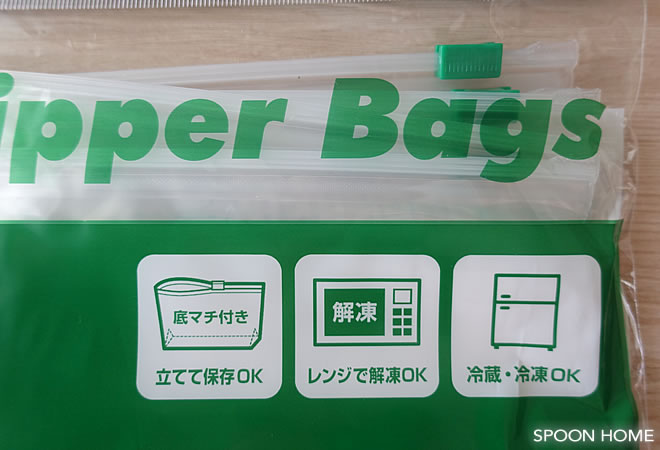 ipper Bags
底マチ付き
立てて保存OK
解凍
レンジで解凍OK
冷蔵・冷凍OK
SPOON HOME